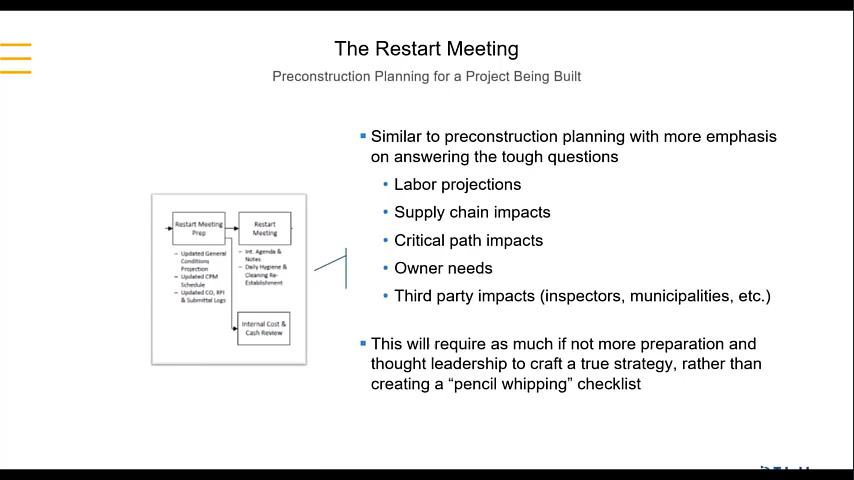 The Restart Meeting
Preconstruction Planning for a Project Being Built
Restart Meeting
Prep
Restart
Meeting
– Updated General
Conditions
Projection
– Updated CPM
Schedule
– Updated CO, RFI
& Submittal Logs
– Int. Agenda &
Notes
– Daily Hygiene &
Cleaning Re-
Establishment
Internal Cost &
Cash Review
▪ Similar to preconstruction planning with more emphasis
on answering the tough questions
• Labor projections
• Supply chain impacts
• Critical path impacts
• Owner needs
• Third party impacts (inspectors, municipalities, etc.)
▪ This will require as much if not more preparation and
thought leadership to craft a true strategy, rather than
creating a “pencil whipping” checklist